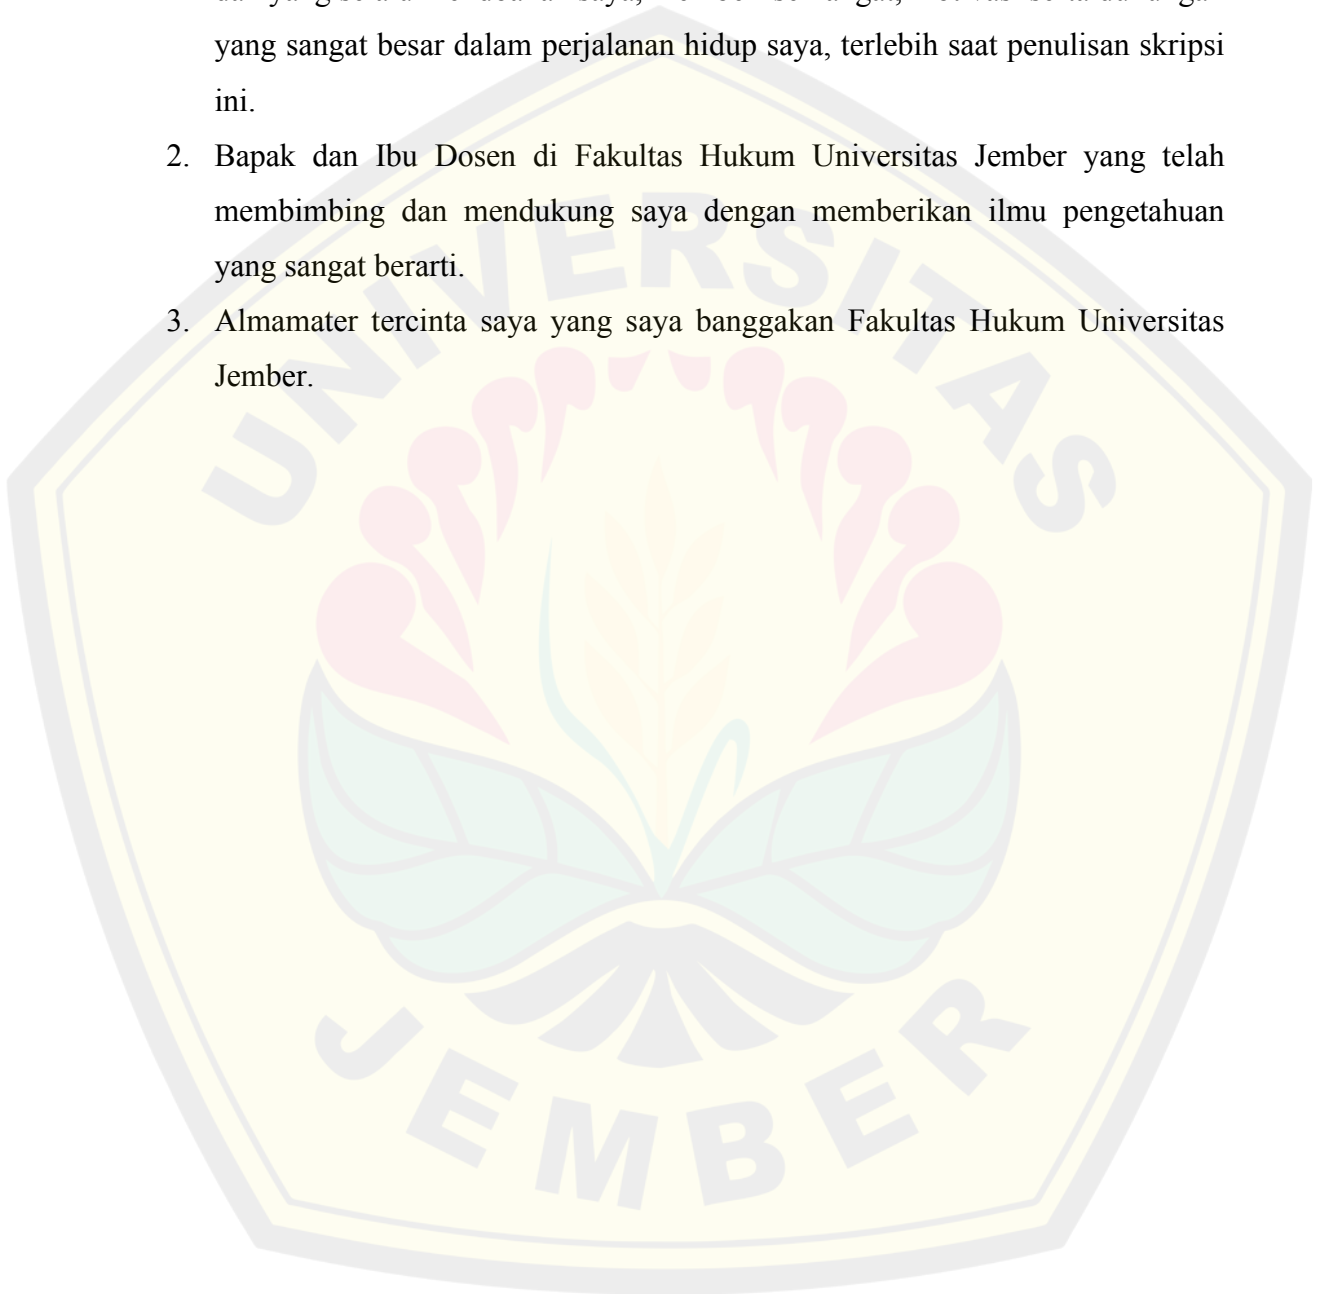 yang sangat besar dalam perjalanan hidup saya, terlebih saat penulisan skripsi
ini.
2. Bapak dan Ibu Dosen di Fakultas Hukum Universitas Jember yang telah
membimbing dan mendukung saya dengan memberikan ilmu pengetahuan
yang sangat berarti.
3. Almamater tercinta saya yang saya banggakan Fakultas Hukum Universitas
Jember.
UNIVERSITAS
JEMBER